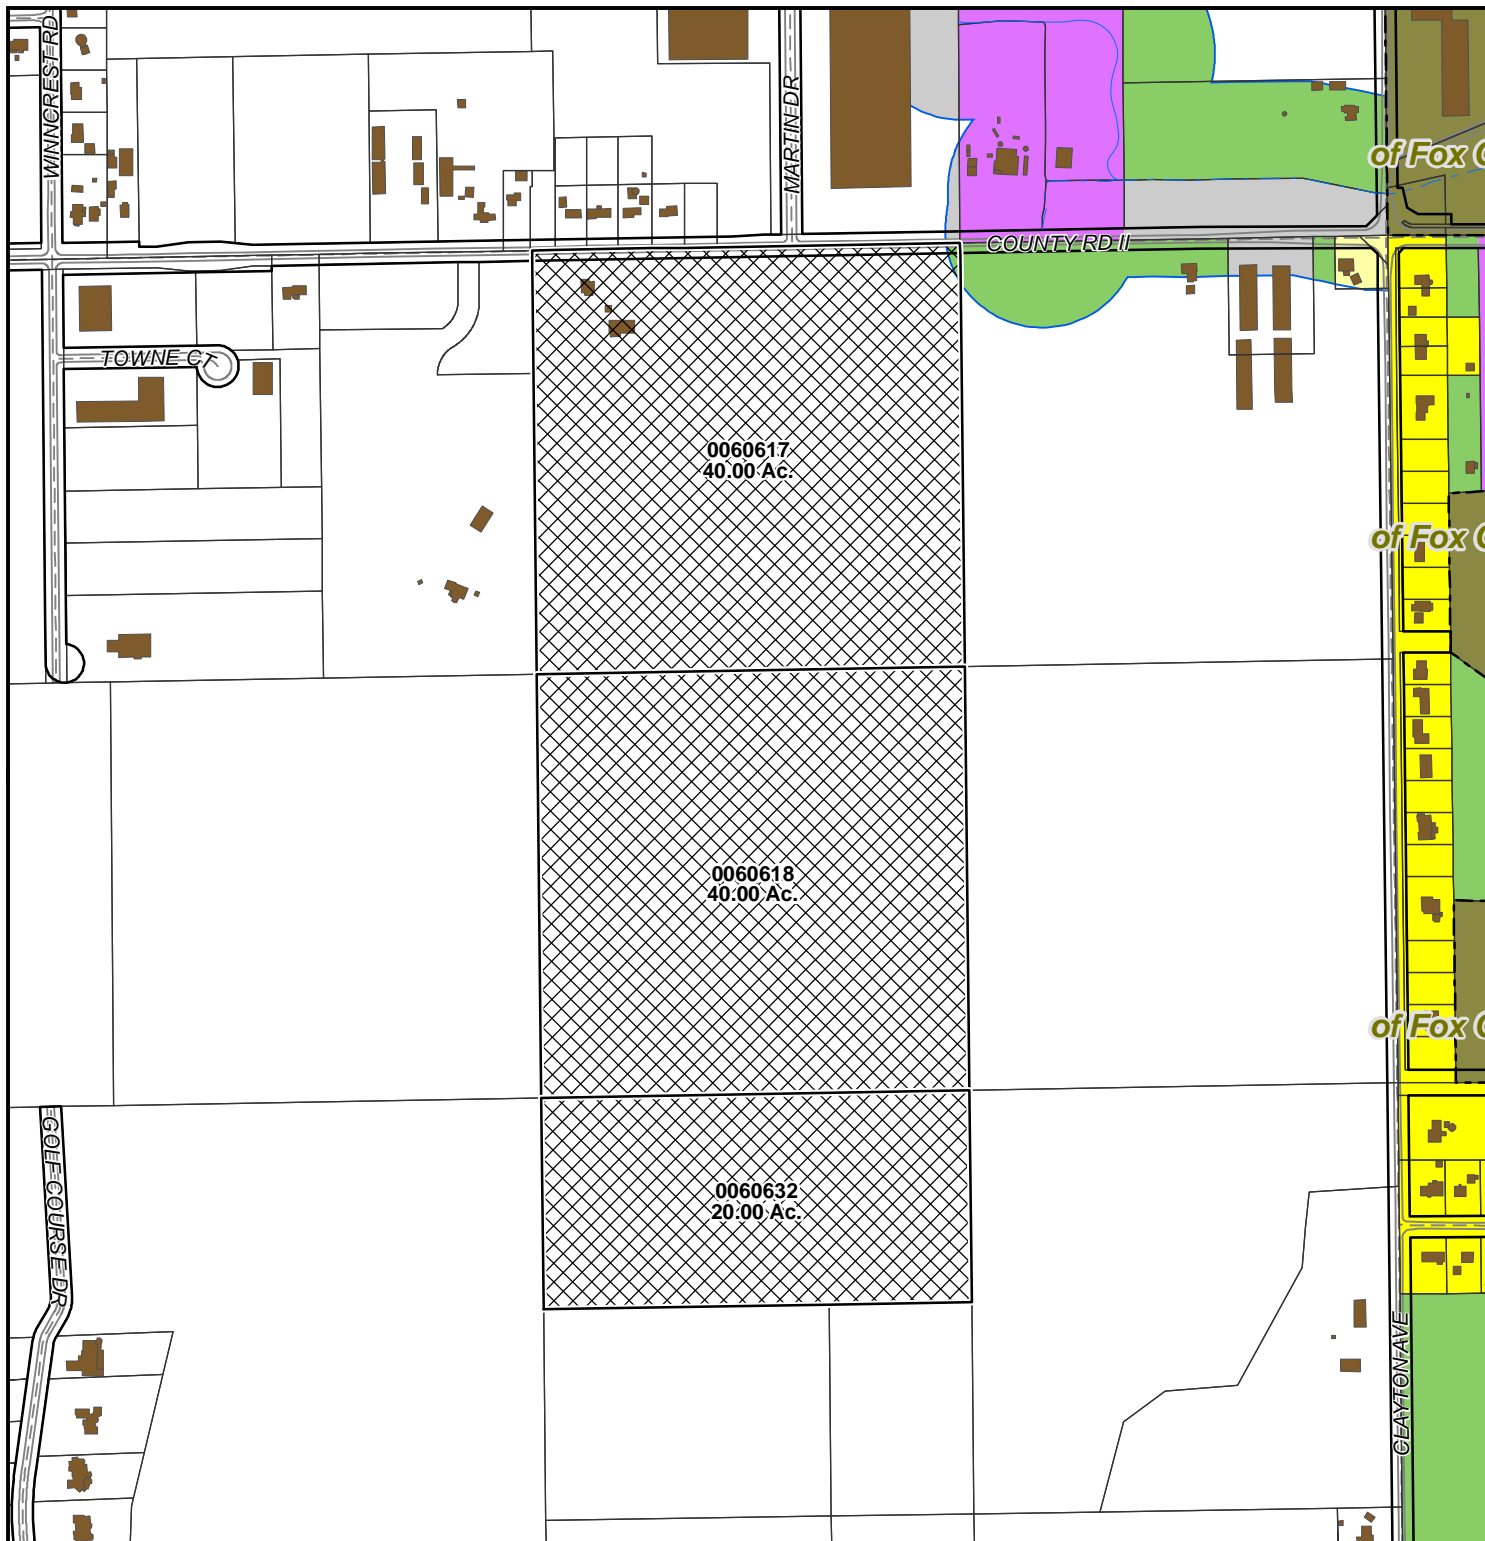 WINNCREST RD
MARTIN DR
of Fox C
COUNTY RD II
TOWNE CT
0060617
40.00 Ac.
of Fox C
0060618
40.00 Ac.
of Fox C
0060632
20.00 Ac.
GOLF COURSE DR
CLAYTON AVE